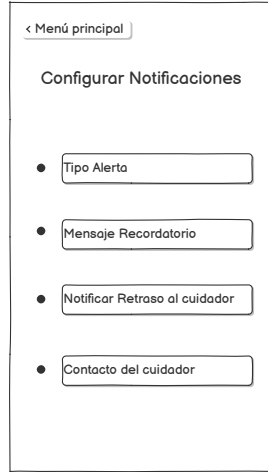 < Menú principal
Configurar Notificaciones
Tipo Alerta
Mensaje Recordatorio
Notificar Retraso al cuidador
Contacto del cuidador